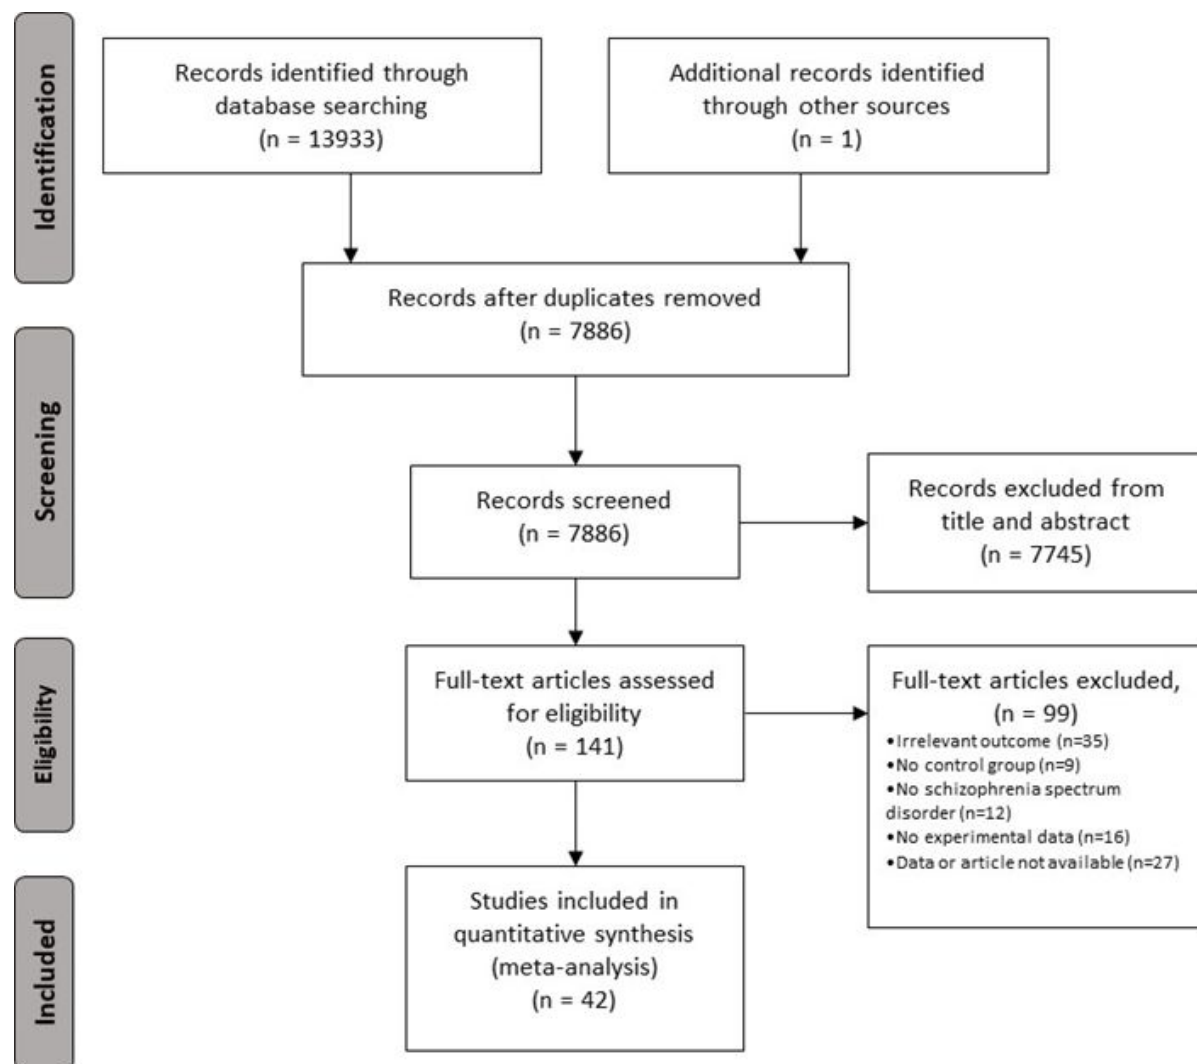 Identification
Records identified through
database searching
(n = 13933)
Additional records identified
through other sources
(n = 1)
Records after duplicates removed
(n = 7886)
Screening
Records screened
(n = 7886)
Records excluded from
title and abstract
(n = 7745)
Eligibility
Full-text articles assessed
for eligibility
(n = 141)
Full-text articles excluded,
(n = 99)
•Irrelevant outcome (n=35)
•No control group (n=9)
•No schizophrenia spectrum
disorder (n=12)
•No experimental data (n=16)
•Data or article not available (n=27)
Included
Studies included in
quantitative synthesis
(meta-analysis)
(n = 42)